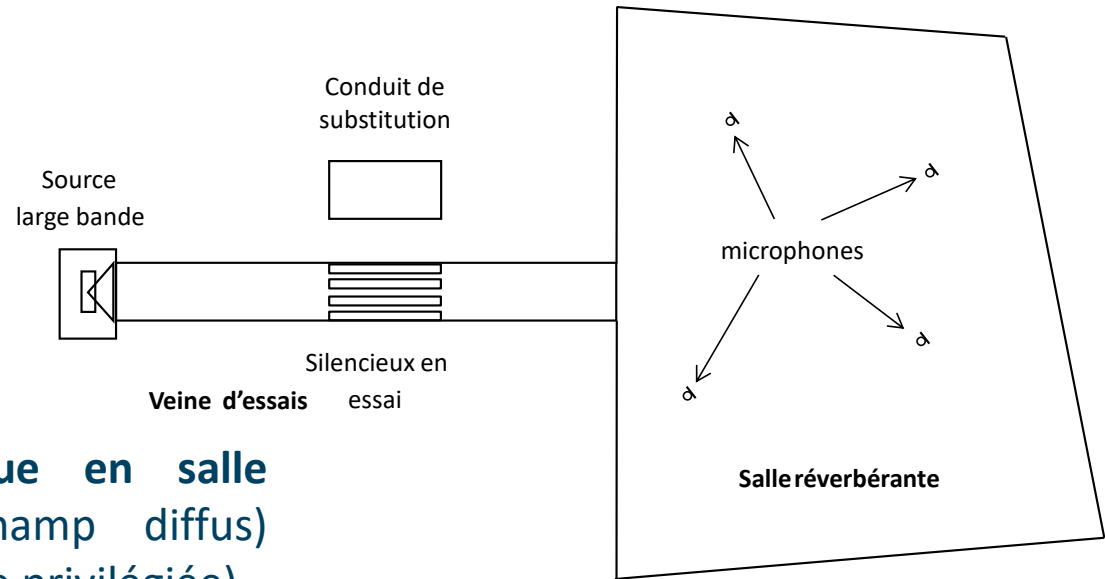 Conduit de
substitution
Source
large bande
microphones
Silencieux en
essai
Veine d'essais
Salle réverbérante
ue en salle
hamp diffus)
privilégiée)